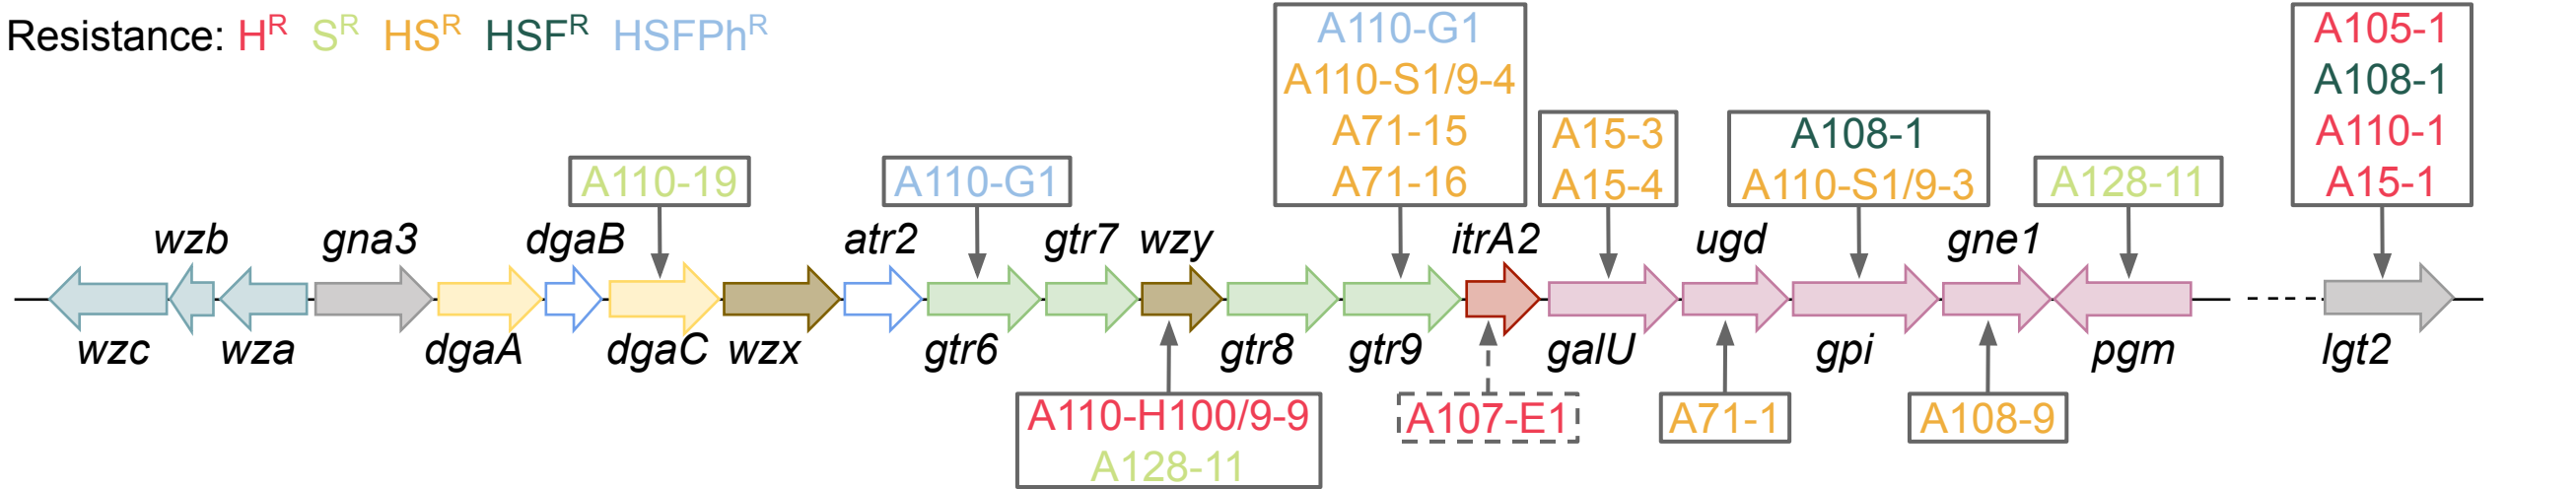 Resistance: H^R S^R HS^R HSF^R HSFPh^R
A110-G1
A110-S1/9-4
A71-15
A71-16
A105-1
A108-1
A110-1
A15-1
A15-3
A15-4
A108-1
A110-S1/9-3
A110-19
A110-G1
A128-11
wzb gna3 dgaB atr2 gtr7 wzy itrA2 ugd gne1
wzc wza dgaA dgaC wzx gtr6 gtr8 gtr9 galU gpi pgm lgt2
A110-H100/9-9
A128-11
A107-E1
A71-1
A108-9